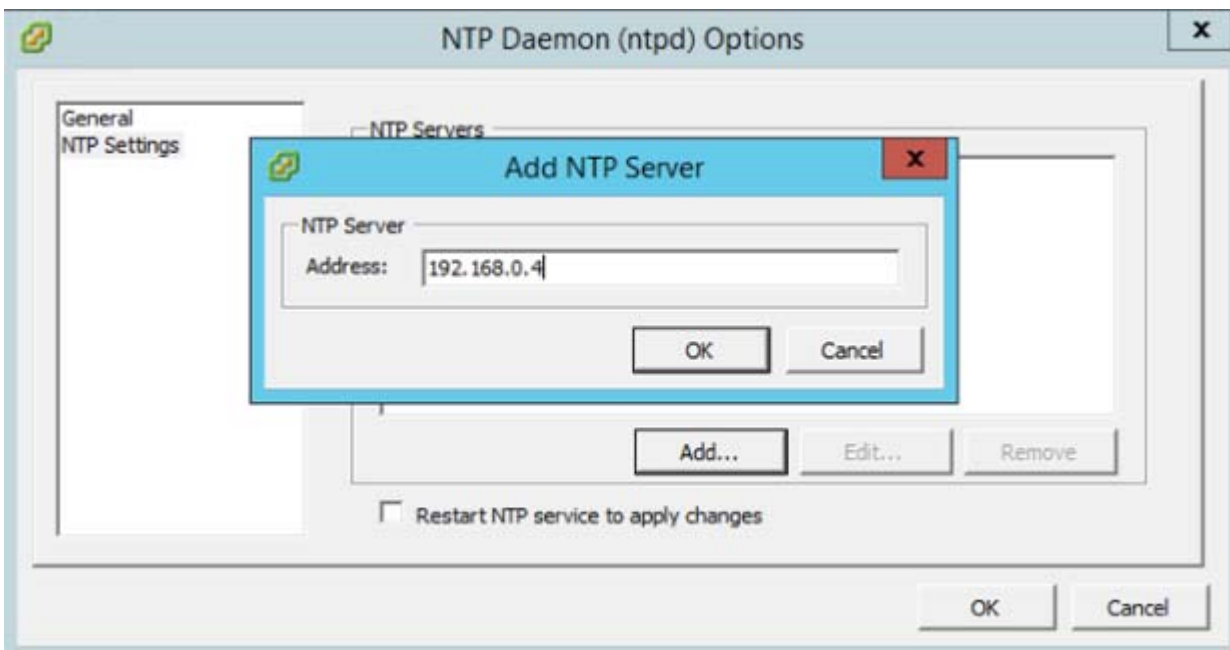 NTP Daemon (ntpd) Options
x
General
NTP Settings
NTP Servers
Add NTP Server
x
NTP Server
Address: 192.168.0.4
OK Cancel
Add... Edit... Remove
Restart NTP service to apply changes
OK Cancel